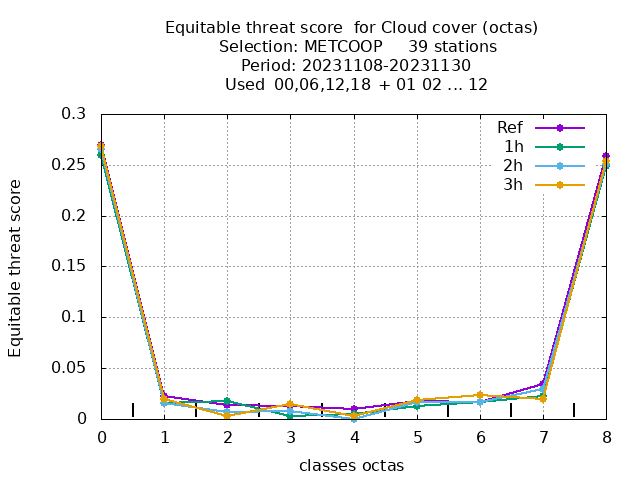 Equitable threat score  for Cloud cover (octas)
Selection: METCOOP     39 stations
Period: 20231108-20231130
Used  00,06,12,18 + 01 02 ... 12
0.3
0.25
0.2
0.15
0.1
0.05
0
Equitable threat score
Ref
1h
2h
3h
0 1 2 3 4 5 6 7 8
classes octas